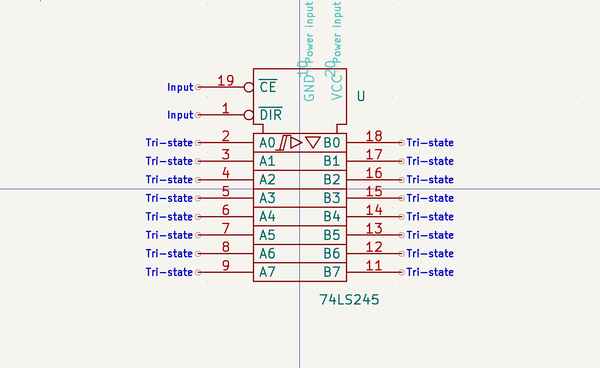 Power input Power input
10 20
GND VCC
Input 19 CE
U
Input 1 DIR
Tri-state 2 A0 B0 18 Tri-state
Tri-state 3 A1 B1 17 Tri-state
Tri-state 4 A2 B2 16 Tri-state
Tri-state 5 A3 B3 15 Tri-state
Tri-state 6 A4 B4 14 Tri-state
Tri-state 7 A5 B5 13 Tri-state
Tri-state 8 A6 B6 12 Tri-state
Tri-state 9 A7 B7 11 Tri-state
74LS245